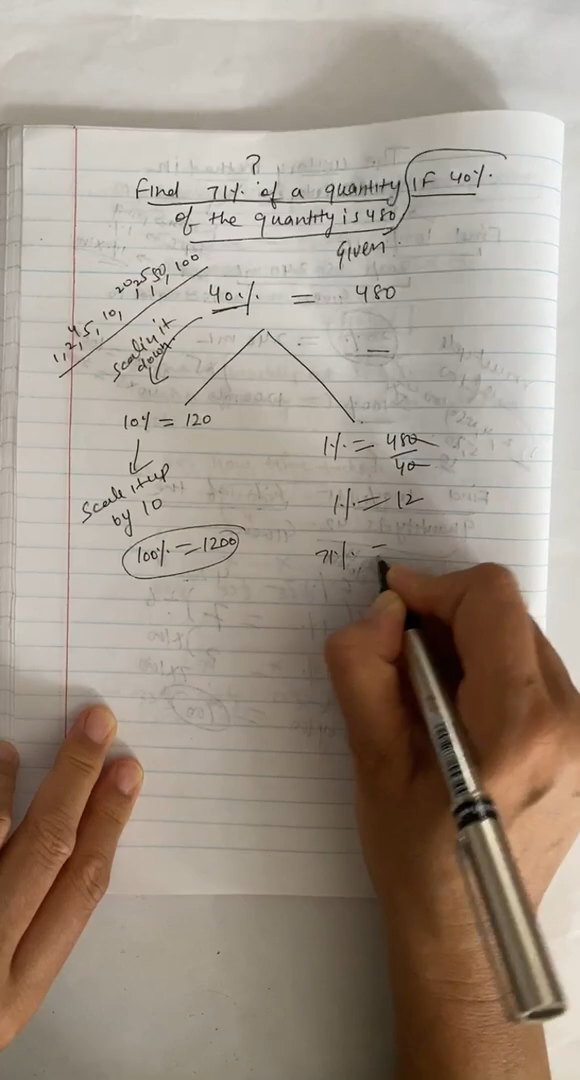 ?
Find 71% of a quantity if 40%
of the quantity is 480
given
1, 2, 4, 5, 10, 20, 25, 50, 100
40% = 480
Scaling it
down
10% = 120
1% = 480
40
Scale it up
by 10
1% = 12
100% = 1200
71% =